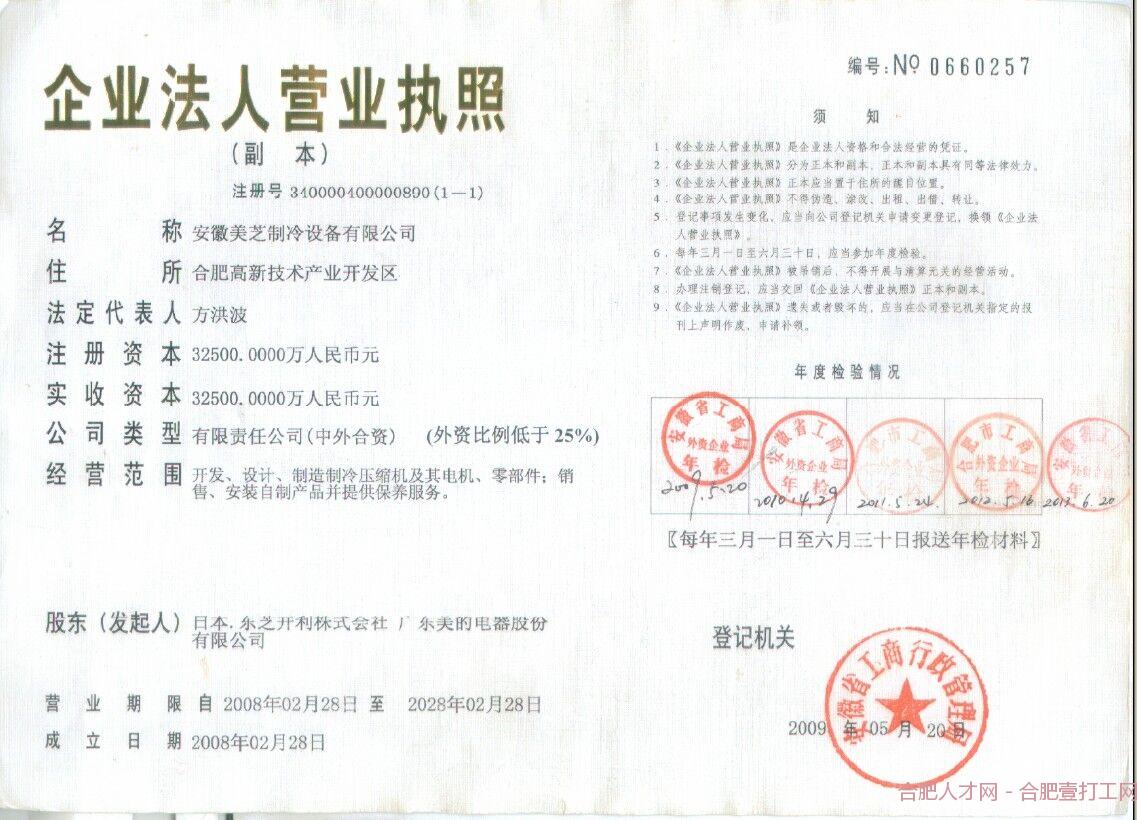 企业法人营业执照
(副 本)
注册号 340000400000890(1—1)
名 称 安徽美芝制冷设备有限公司
住 所 合肥高新技术产业开发区
法定代表人 方洪波
注册资本 32500.0000万人民币元
实收资本 32500.0000万人民币元
公司类型 有限责任公司(中外合资) (外资比例低于25%)
经营范围 开发、设计、制造制冷压缩机及其电机、零部件；销
售、安装自制产品并提供保养服务。
股东（发起人） 日本.东芝开利株式会社 广东美的电器股份
有限公司
营业期限 自 2008年02月28日 至 2028年02月28日
成立日期 2008年02月28日
编号:№ 0660257
须 知
1．《企业法人营业执照》是企业法人资格和合法经营的凭证。
2．《企业法人营业执照》分为正本和副本，正本和副本具有同等法律效力。
3．《企业法人营业执照》正本应当置于住所的醒目位置。
4．《企业法人营业执照》不得伪造、涂改、出租、出借、转让。
5．登记事项发生变化，应当向公司登记机关申请变更登记，换领《企业法
人营业执照》。
6．每年三月一日至六月三十日，应当参加年度检验。
7．《企业法人营业执照》被吊销后，不得开展与清算无关的经营活动。
8．办理注销登记，应当交回《企业法人营业执照》正本和副本。
9．《企业法人营业执照》遗失或者毁坏的，应当在公司登记机关指定的报
刊上声明作废，申请补领。
年度检验情况
安徽省工商局 外资企业 年检 2009.5.20
安徽省工商局 外资企业 年检 2010.4.29
合肥市工商局 外资企业 年检 2011.5.24.
合肥市工商局 外资企业 年检 2012.5.16
安徽省工商 外资企业 年 2013.6.20
〖每年三月一日至六月三十日报送年检材料〗
登记机关
安徽省工商行政管理局
2009 年 05 月 20 日
合肥人才网 - 合肥壹打工网